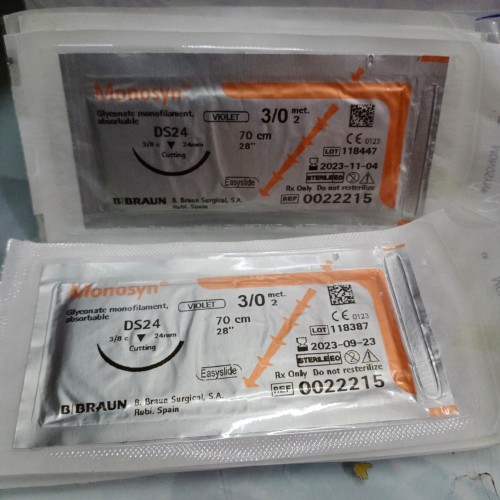 Monosyn®
Glyconate monofilament,
absorbable
VIOLET
3/0 met.
2
DS24
70 cm
28"
3/8 c 24mm
Cutting
Easyslide
CE 0123
LOT 118447
2023-11-04
STERILE EO
Rx Only Do not resterilize
REF 0022215
B|BRAUN B. Braun Surgical, S.A.
Rubi. Spain
Monosyn®
Glyconate monofilament,
absorbable
VIOLET
3/0 met.
2
DS24
70 cm
28"
3/8 c 24mm
Cutting
Easyslide
CE 0123
LOT 118387
2023-09-23
STERILE EO
Rx Only Do not resterilize
REF 0022215
B|BRAUN B. Braun Surgical, S.A.
Rubi. Spain